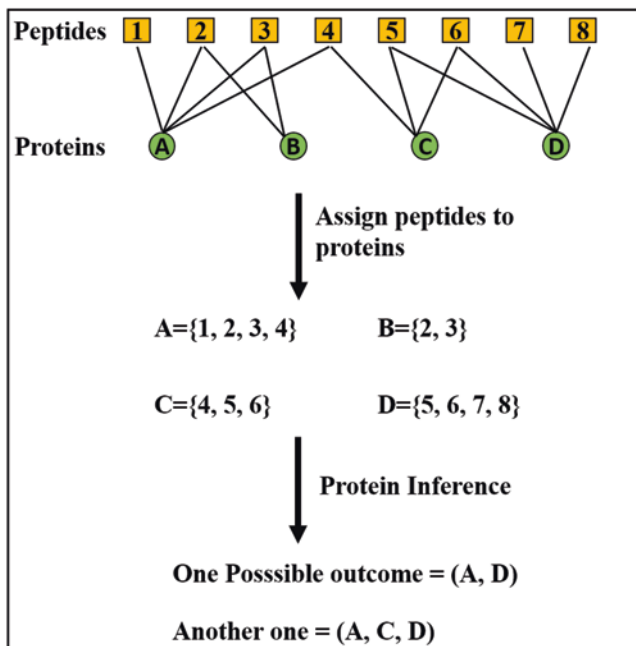 Peptides 1 2 3 4 5 6 7 8
Proteins A B C D
Assign peptides to
proteins
A={1, 2, 3, 4} B={2, 3}
C={4, 5, 6} D={5, 6, 7, 8}
Protein Inference
One Posssible outcome = (A, D)
Another one = (A, C, D)